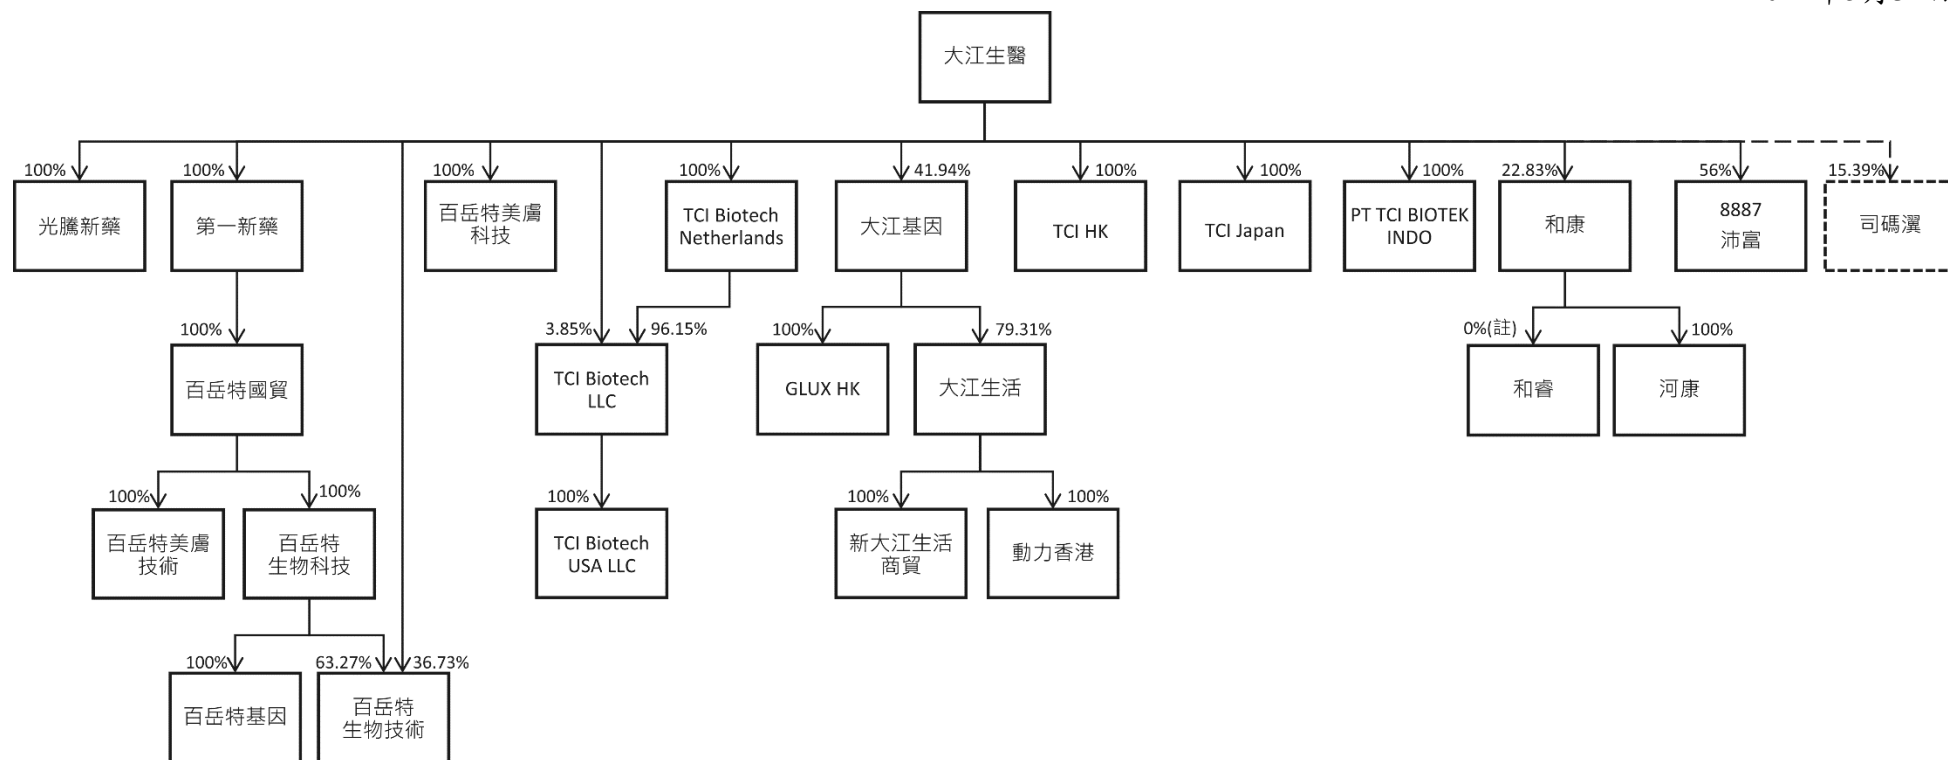 大江生醫
100%
100%
100%
100%
41.94%
100%
100%
100%
22.83%
56%
15.39%
光騰新藥
第一新藥
百岳特美膚
科技
TCI Biotech
Netherlands
大江基因
TCI HK
TCI Japan
PT TCI BIOTEK
INDO
和康
8887
沛富
司碼瀷
100%
3.85%
96.15%
100%
79.31%
0%(註)
100%
百岳特國貿
TCI Biotech
LLC
GLUX HK
大江生活
和睿
河康
100%
100%
100%
100%
100%
百岳特美膚
技術
百岳特
生物科技
TCI Biotech
USA LLC
新大江生活
商貿
動力香港
100%
63.27%
36.73%
百岳特基因
百岳特
生物技術